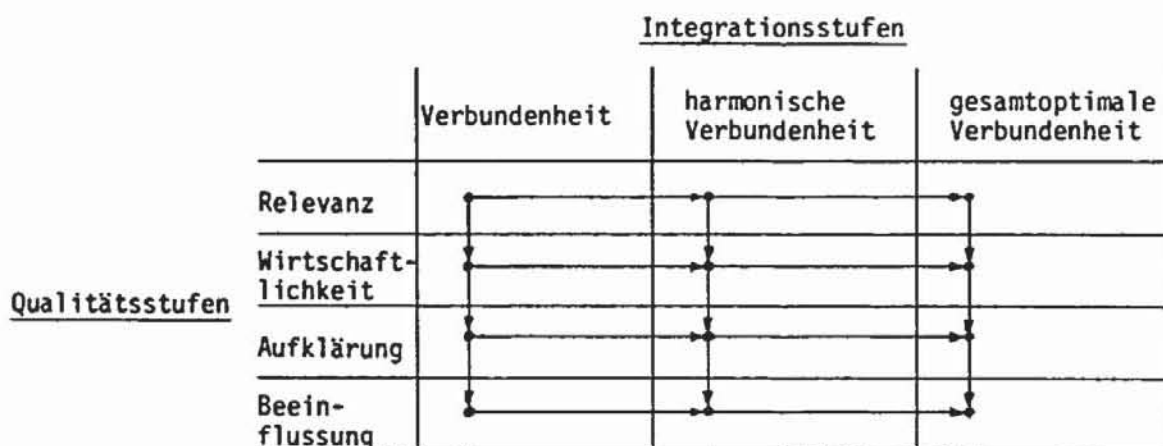 Integrationsstufen
Verbundenheit
harmonische
Verbundenheit
gesamtoptimale
Verbundenheit
Relevanz
Wirtschaft-
lichkeit
Qualitätsstufen
Aufklärung
Beein-
flussung